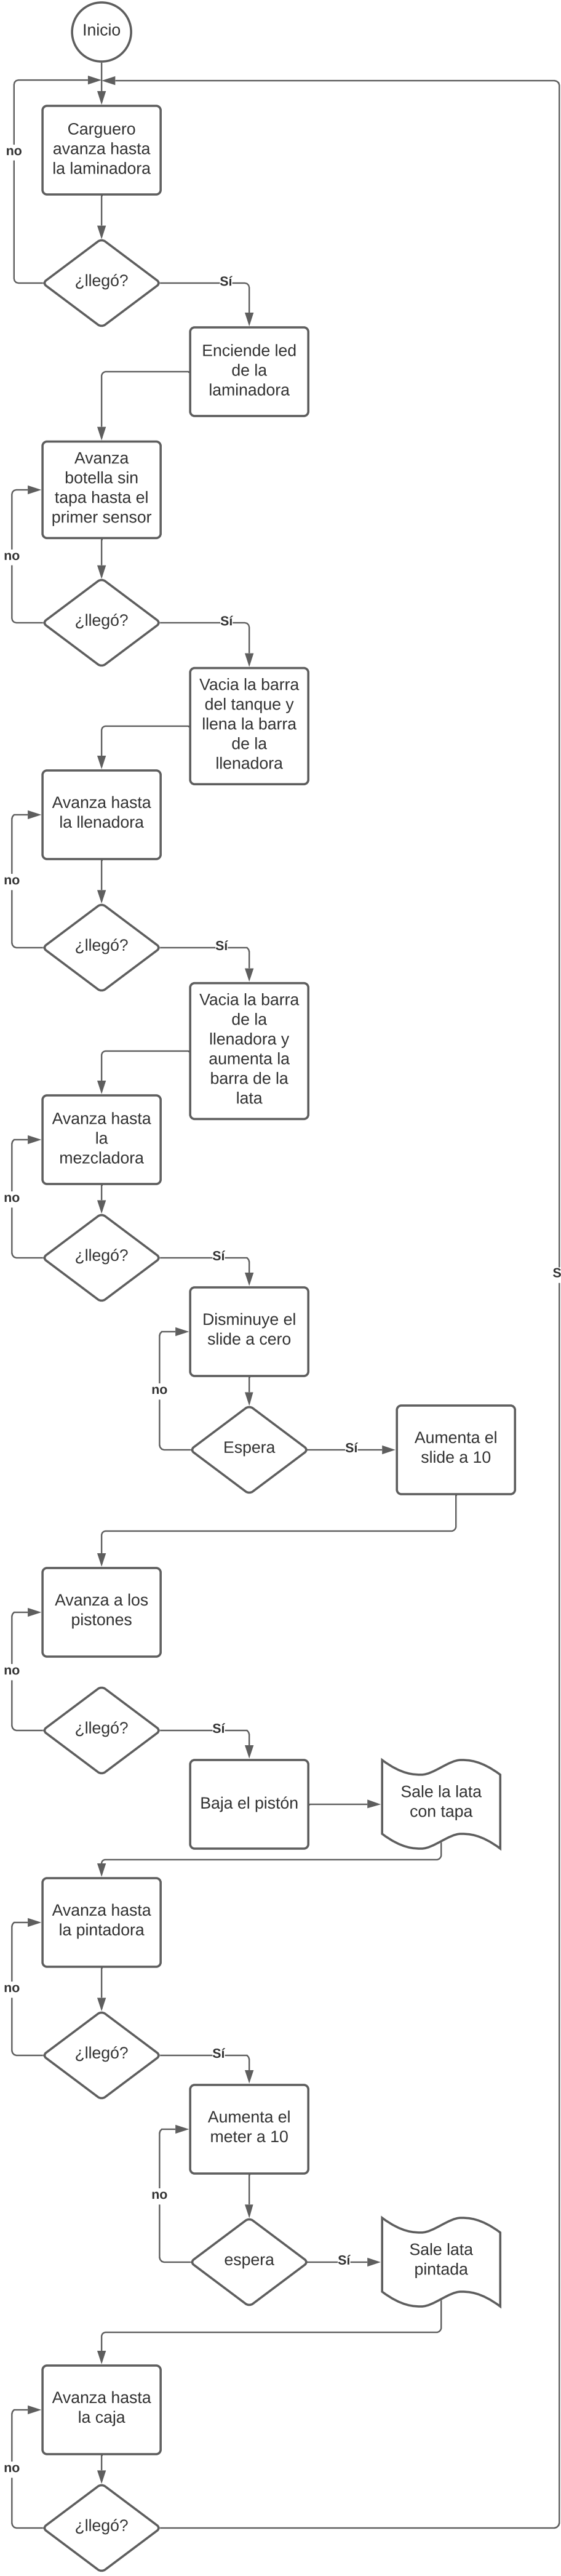 Inicio
Carguero
avanza hasta
la laminadora
no
¿llegó?
Sí
Enciende led
de la
laminadora
Avanza
botella sin
tapa hasta el
primer sensor
no
¿llegó?
Sí
Vacia la barra
del tanque y
llena la barra
de la
llenadora
Avanza hasta
la llenadora
no
¿llegó?
Sí
Vacia la barra
de la
llenadora y
aumenta la
barra de la
lata
Avanza hasta
la
mezcladora
no
¿llegó?
Sí
S
Disminuye el
slide a cero
no
Espera
Sí
Aumenta el
slide a 10
Avanza a los
pistones
no
¿llegó?
Sí
Baja el pistón
Sale la lata
con tapa
Avanza hasta
la pintadora
no
¿llegó?
Sí
Aumenta el
meter a 10
no
espera
Sí
Sale lata
pintada
Avanza hasta
la caja
no
¿llegó?